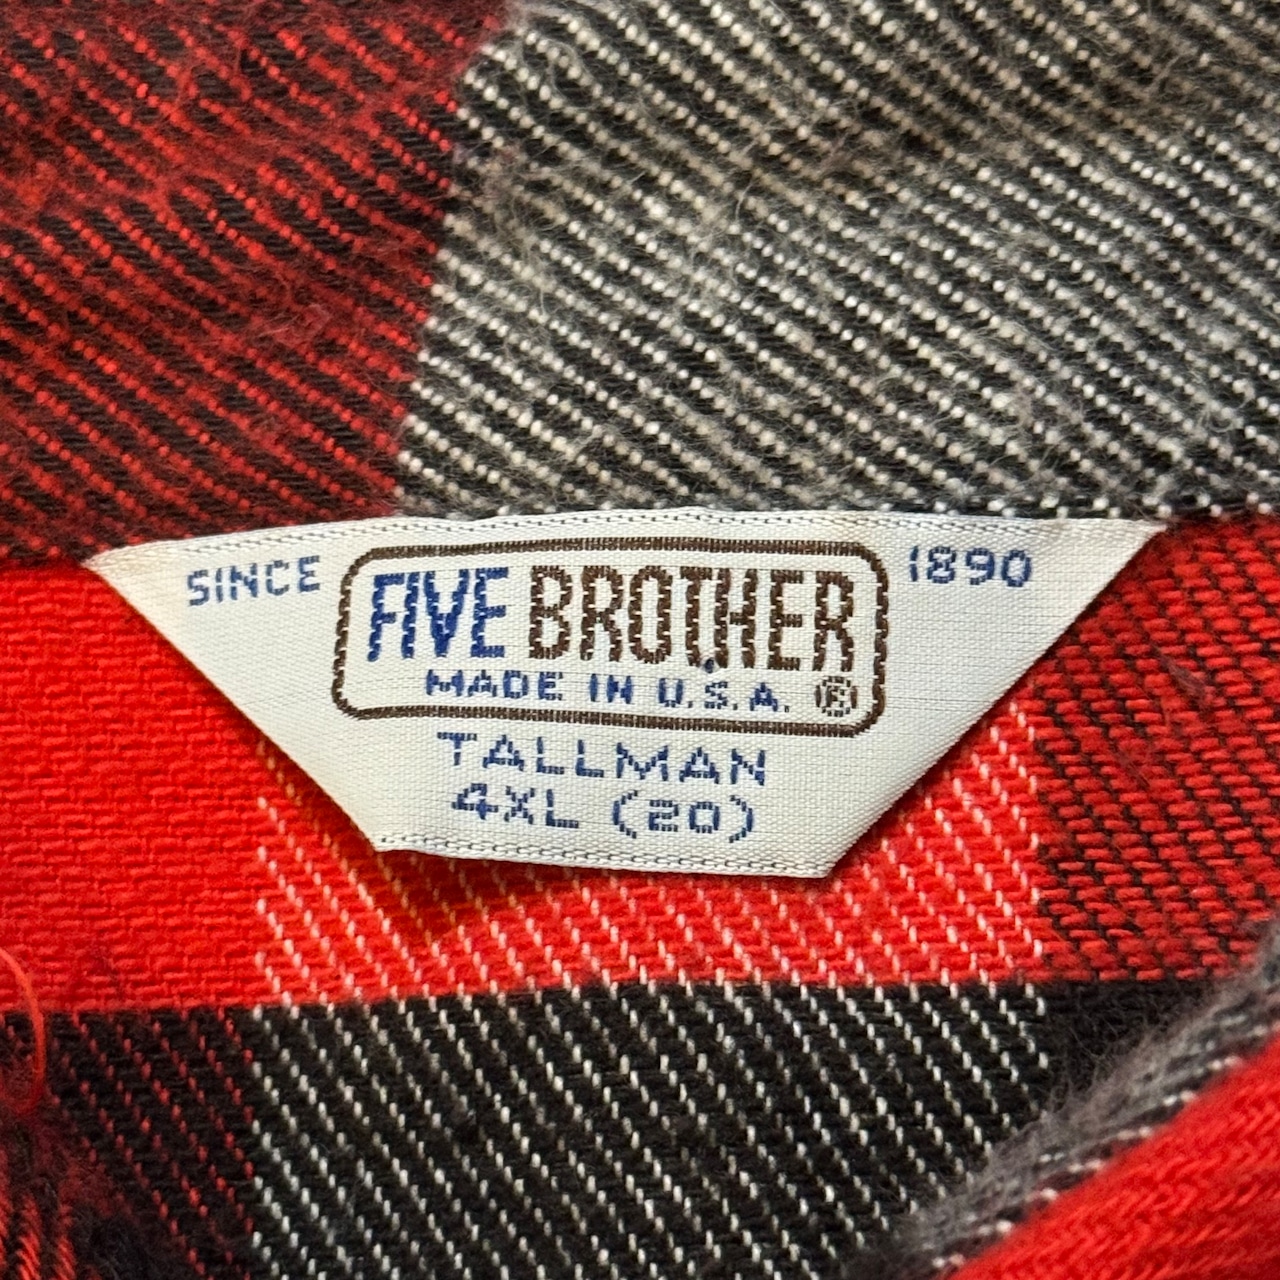 SINCE FIVE BROTHER 1890
MADE IN U.S.A. ®
TALLMAN
4XL (20)